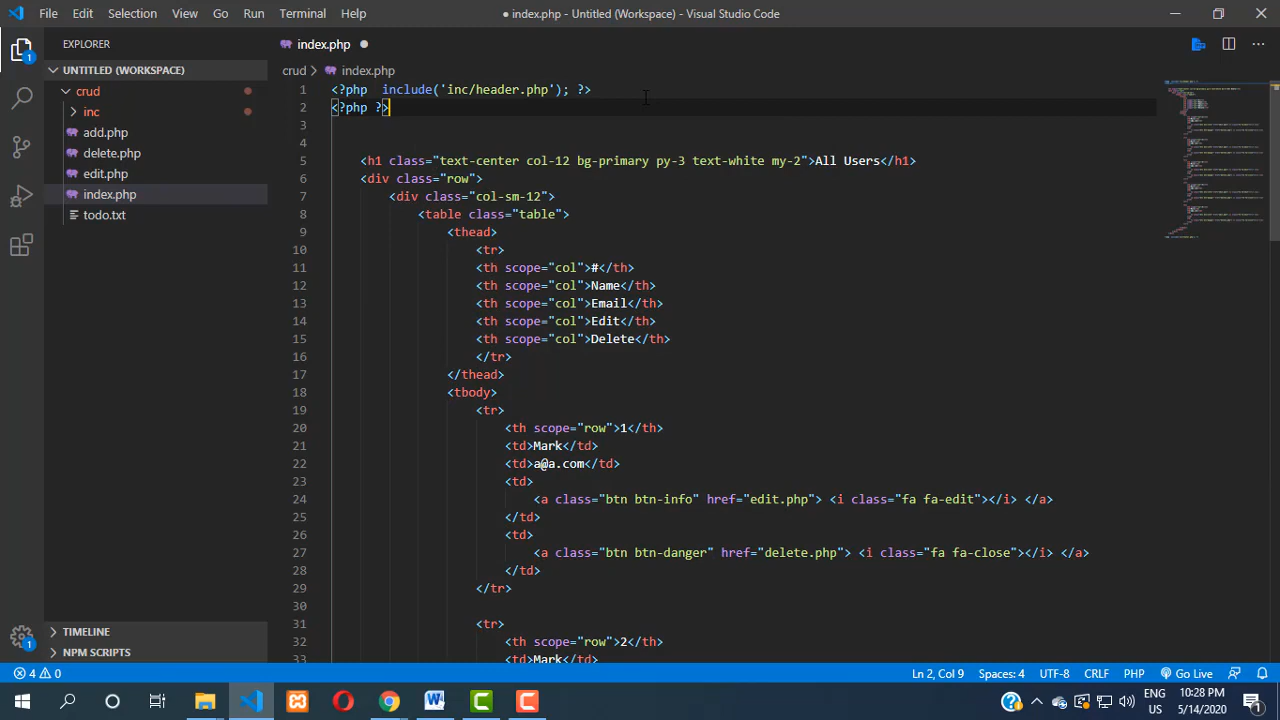 File Edit Selection View Go Run Terminal Help
● index.php - Untitled (Workspace) - Visual Studio Code
EXPLORER
UNTITLED (WORKSPACE)
crud
inc
add.php
delete.php
edit.php
index.php
todo.txt
TIMELINE
NPM SCRIPTS
1
1
index.php
crud > index.php
1 <?php  include('inc/header.php'); ?>
2 <?php ?>
3
4
5 <h1 class="text-center col-12 bg-primary py-3 text-white my-2">All Users</h1>
6 <div class="row">
7 <div class="col-sm-12">
8 <table class="table">
9 <thead>
10 <tr>
11 <th scope="col">#</th>
12 <th scope="col">Name</th>
13 <th scope="col">Email</th>
14 <th scope="col">Edit</th>
15 <th scope="col">Delete</th>
16 </tr>
17 </thead>
18 <tbody>
19 <tr>
20 <th scope="row">1</th>
21 <td>Mark</td>
22 <td>a@a.com</td>
23 <td>
24 <a class="btn btn-info" href="edit.php"> <i class="fa fa-edit"></i> </a>
25 </td>
26 <td>
27 <a class="btn btn-danger" href="delete.php"> <i class="fa fa-close"></i> </a>
28 </td>
29 </tr>
30
31 <tr>
32 <th scope="row">2</th>
33 <td>Mark</td>
4 0
Ln 2, Col 9 Spaces: 4 UTF-8 CRLF PHP Go Live
ENG
US
10:28 PM
5/14/2020
1